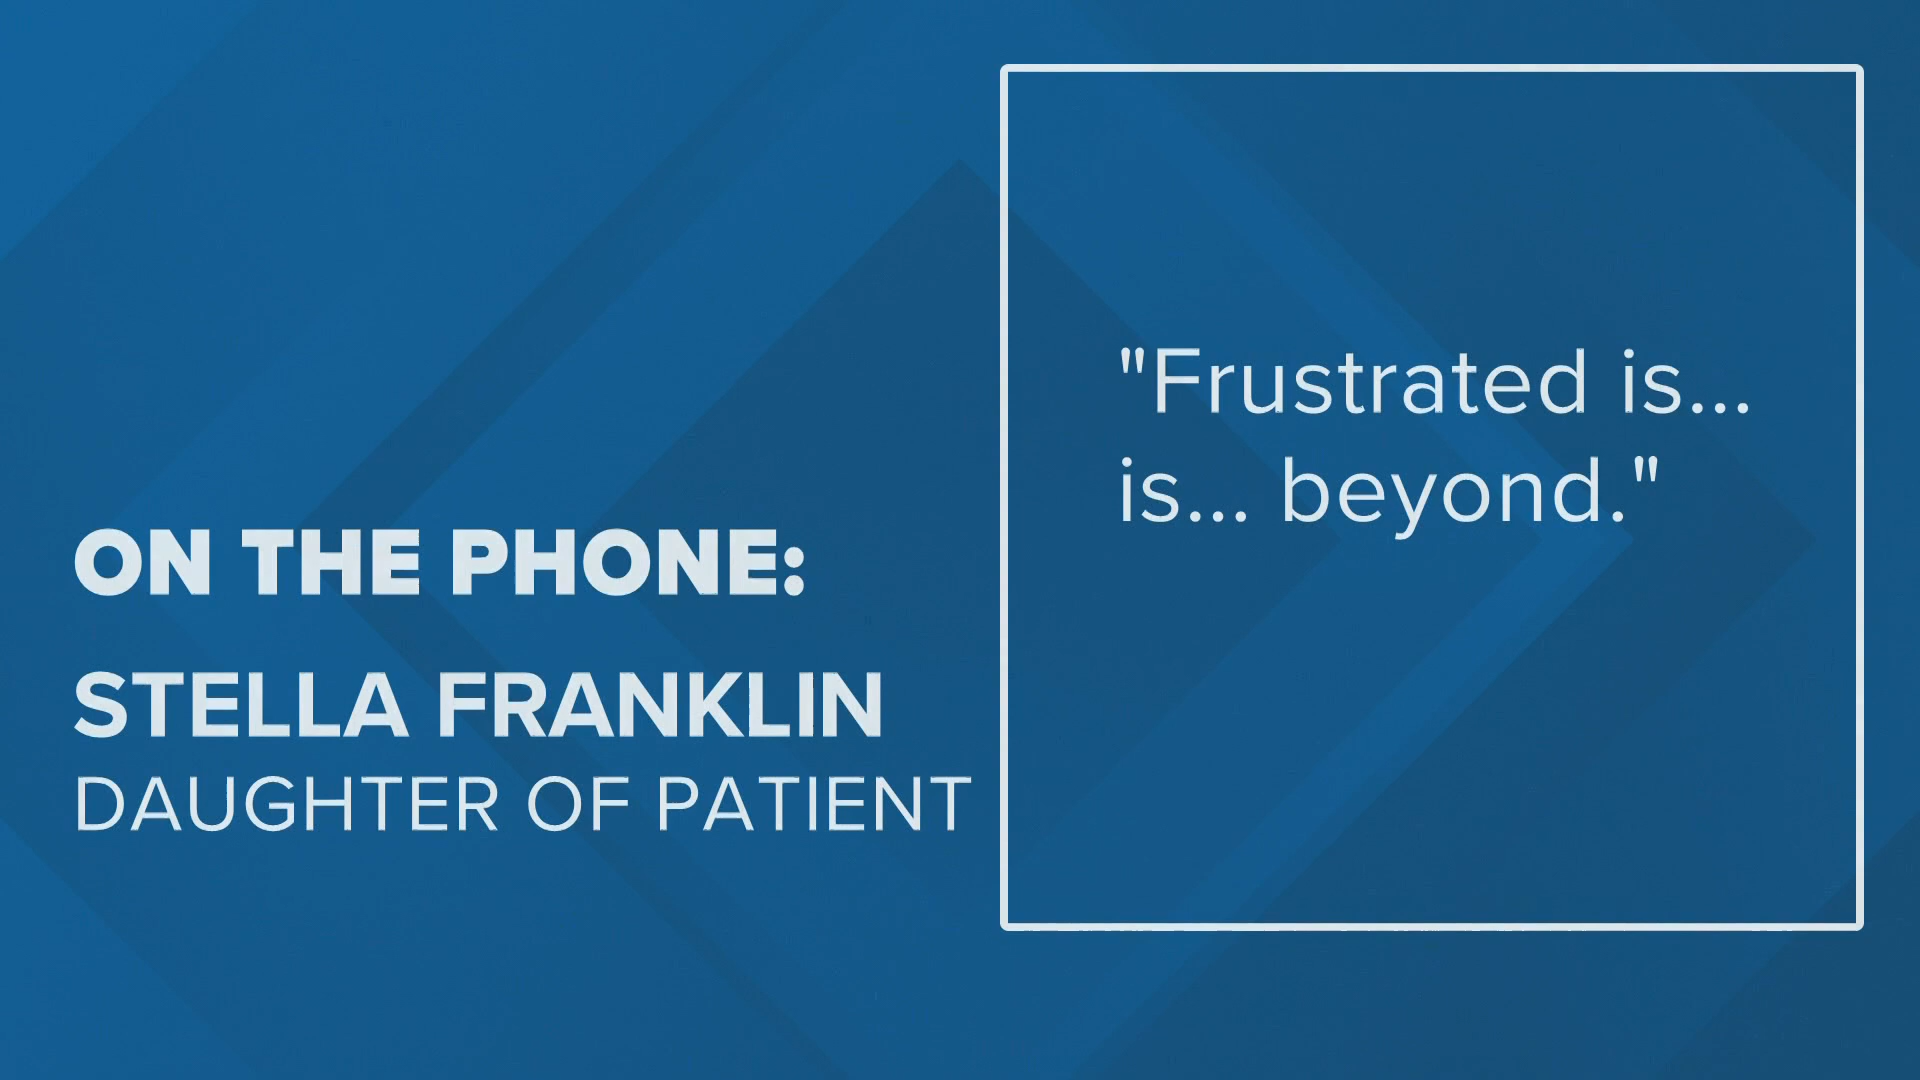 ON THE PHONE:
STELLA FRANKLIN
DAUGHTER OF PATIENT
"Frustrated is...
is... beyond."